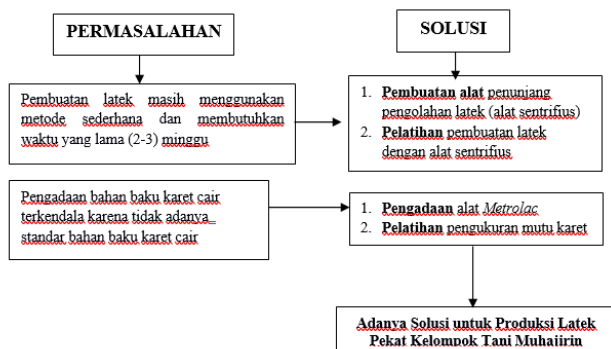 PERMASALAHAN
SOLUSI
Pembuatan latek masih menggunakan
metode sederhana dan membutuhkan
waktu yang lama (2-3) minggu
1. Pembuatan alat penunjang
pengolahan latek (alat sentrifius)
2. Pelatihan pembuatan latek
dengan alat sentrifius
Pengadaan bahan baku karet cair
terkendala karena tidak adanya
standar bahan baku karet cair
1. Pengadaan alat Metrolac
2. Pelatihan pengukuran mutu karet
Adanya Solusi untuk Produksi Latek
Pekat Kelompok Tani Muhajirin